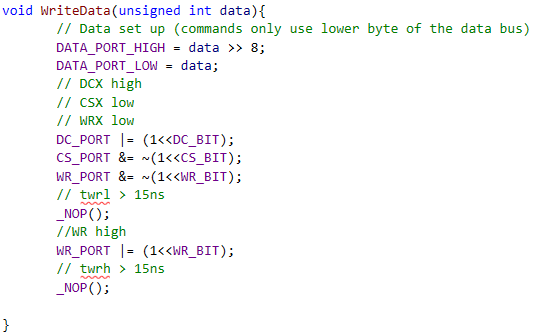 void WriteData(unsigned int data){
// Data set up (commands only use lower byte of the data bus)
DATA_PORT_HIGH = data >> 8;
DATA_PORT_LOW = data;
// DCX high
// CSX low
// WRX low
DC_PORT |= (1<<DC_BIT);
CS_PORT &= ~(1<<CS_BIT);
WR_PORT &= ~(1<<WR_BIT);
// twrl > 15ns
_NOP();
//WR high
WR_PORT |= (1<<WR_BIT);
// twrh > 15ns
_NOP();
}